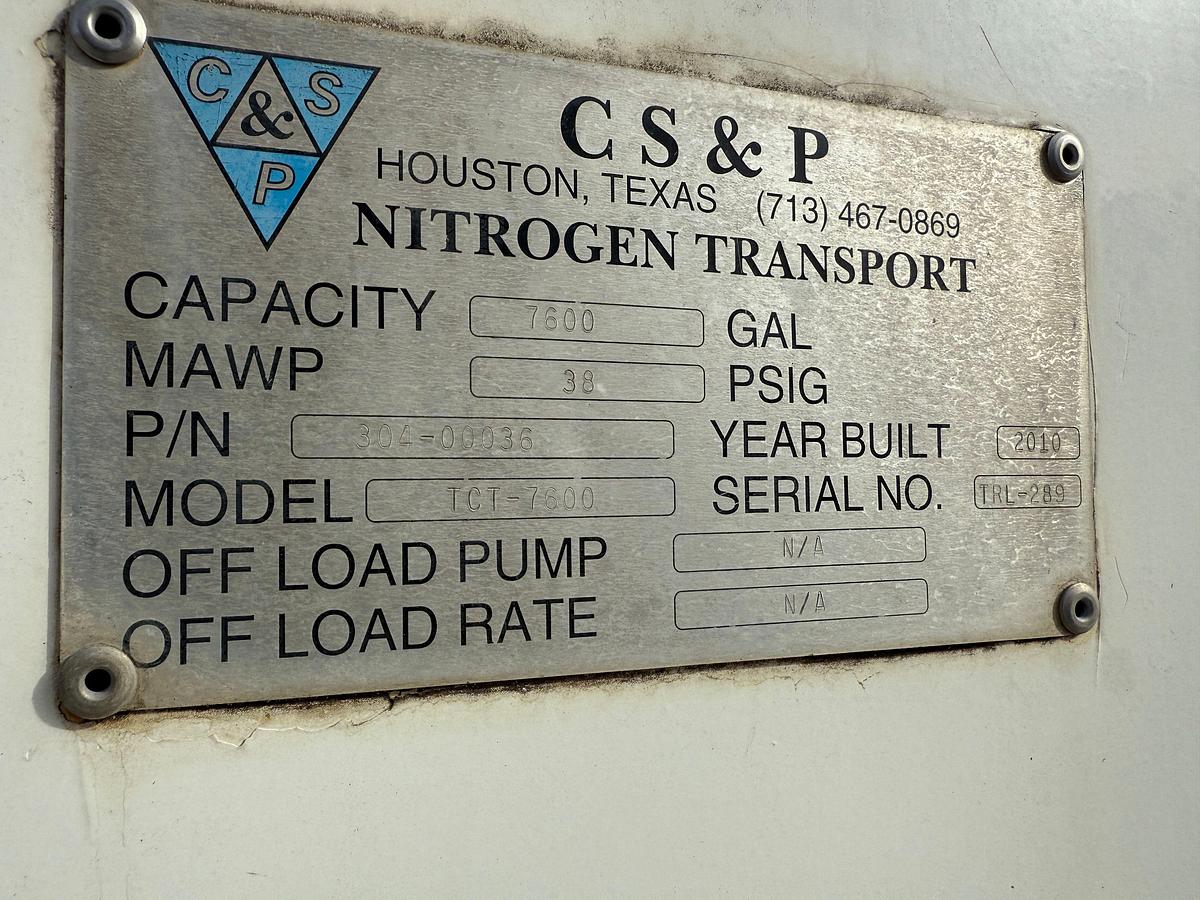 C & S P
C S & P
HOUSTON, TEXAS (713) 467-0869
NITROGEN TRANSPORT
CAPACITY 7600 GAL
MAWP 38 PSIG
P/N 304-00036 YEAR BUILT 2010
MODEL TCT-7600 SERIAL NO. TRL-289
OFF LOAD PUMP N/A
OFF LOAD RATE N/A